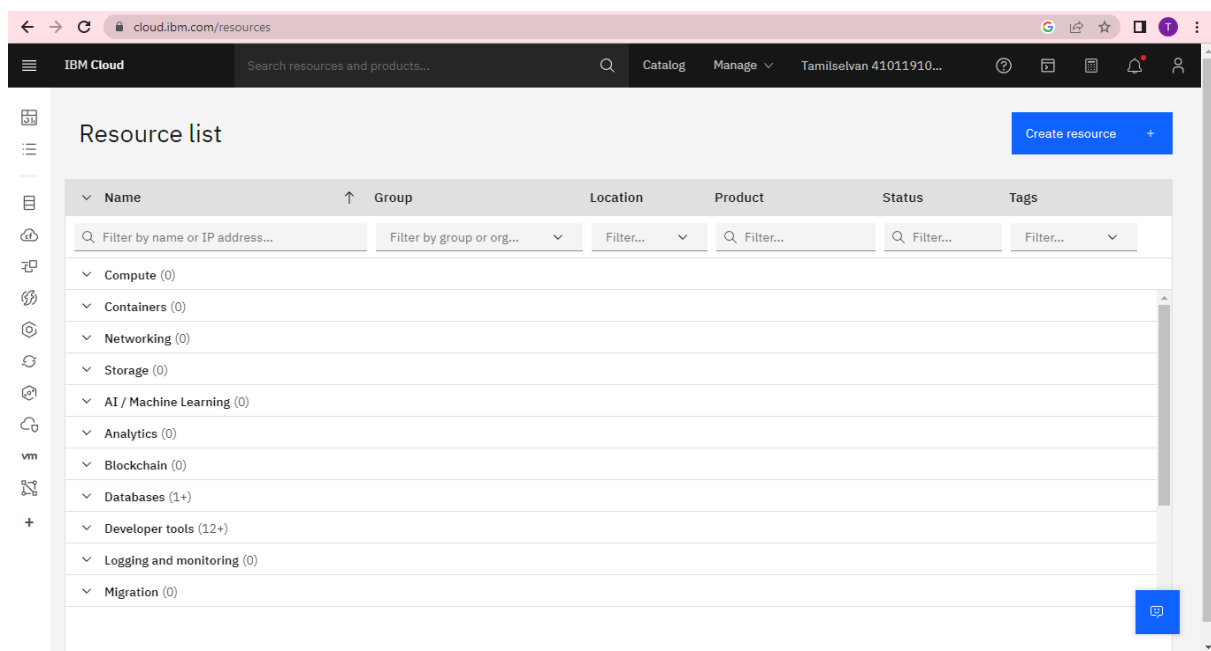 cloud.ibm.com/resources
T
IBM Cloud
Search resources and products...
Catalog
Manage
Tamilselvan 41011910...
Resource list
Create resource +
Name
Group
Location
Product
Status
Tags
Filter by name or IP address...
Filter by group or org...
Filter...
Filter...
Filter...
Filter...
Compute (0)
Containers (0)
Networking (0)
Storage (0)
AI / Machine Learning (0)
Analytics (0)
Blockchain (0)
vm
Databases (1+)
Developer tools (12+)
Logging and monitoring (0)
Migration (0)